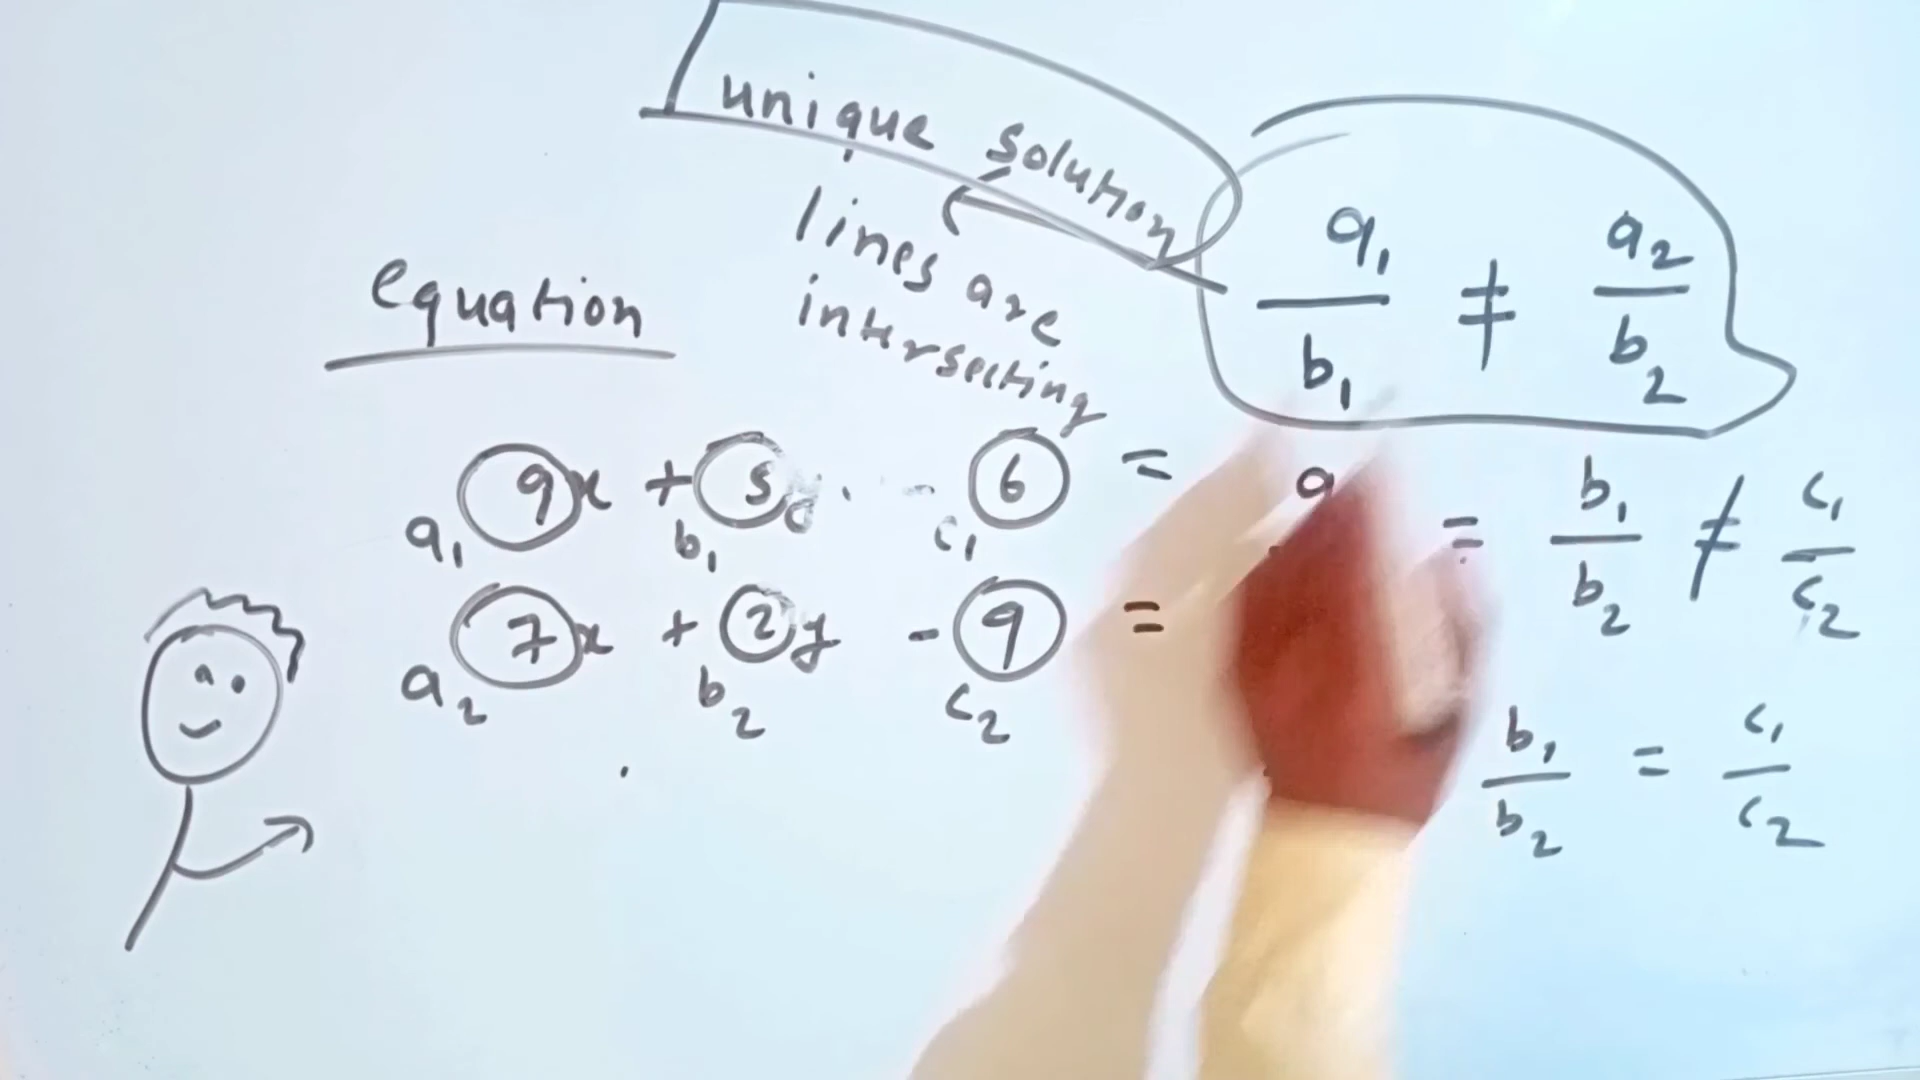 unique solution
lines are
intersecting
a₁/b₁ ≠ a₂/b₂
equation
9x + 5y - 6 =
a₁ b₁ c₁
7x + 2y - 9 =
a₂ b₂ c₂
a = b₁/b₂ ≠ c₁/c₂
b₁/b₂ = c₁/c₂